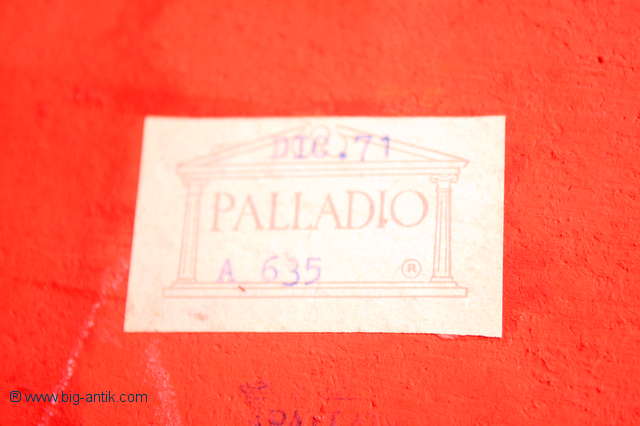 DIC.71
PALLADIO
A 635
®
® www.big-antik.com